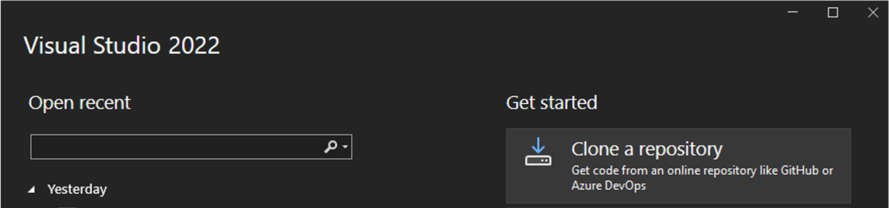 Visual Studio 2022
Open recent
Get started
Clone a repository
Get code from an online repository like GitHub or
Azure DevOps
Yesterday